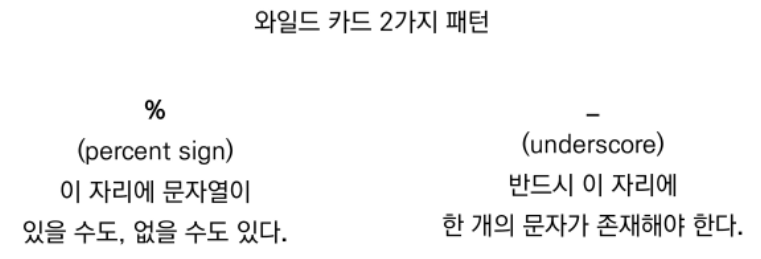 와일드 카드 2가지 패턴
%
(percent sign)
이 자리에 문자열이
있을 수도, 없을 수도 있다.
_
(underscore)
반드시 이 자리에
한 개의 문자가 존재해야 한다.